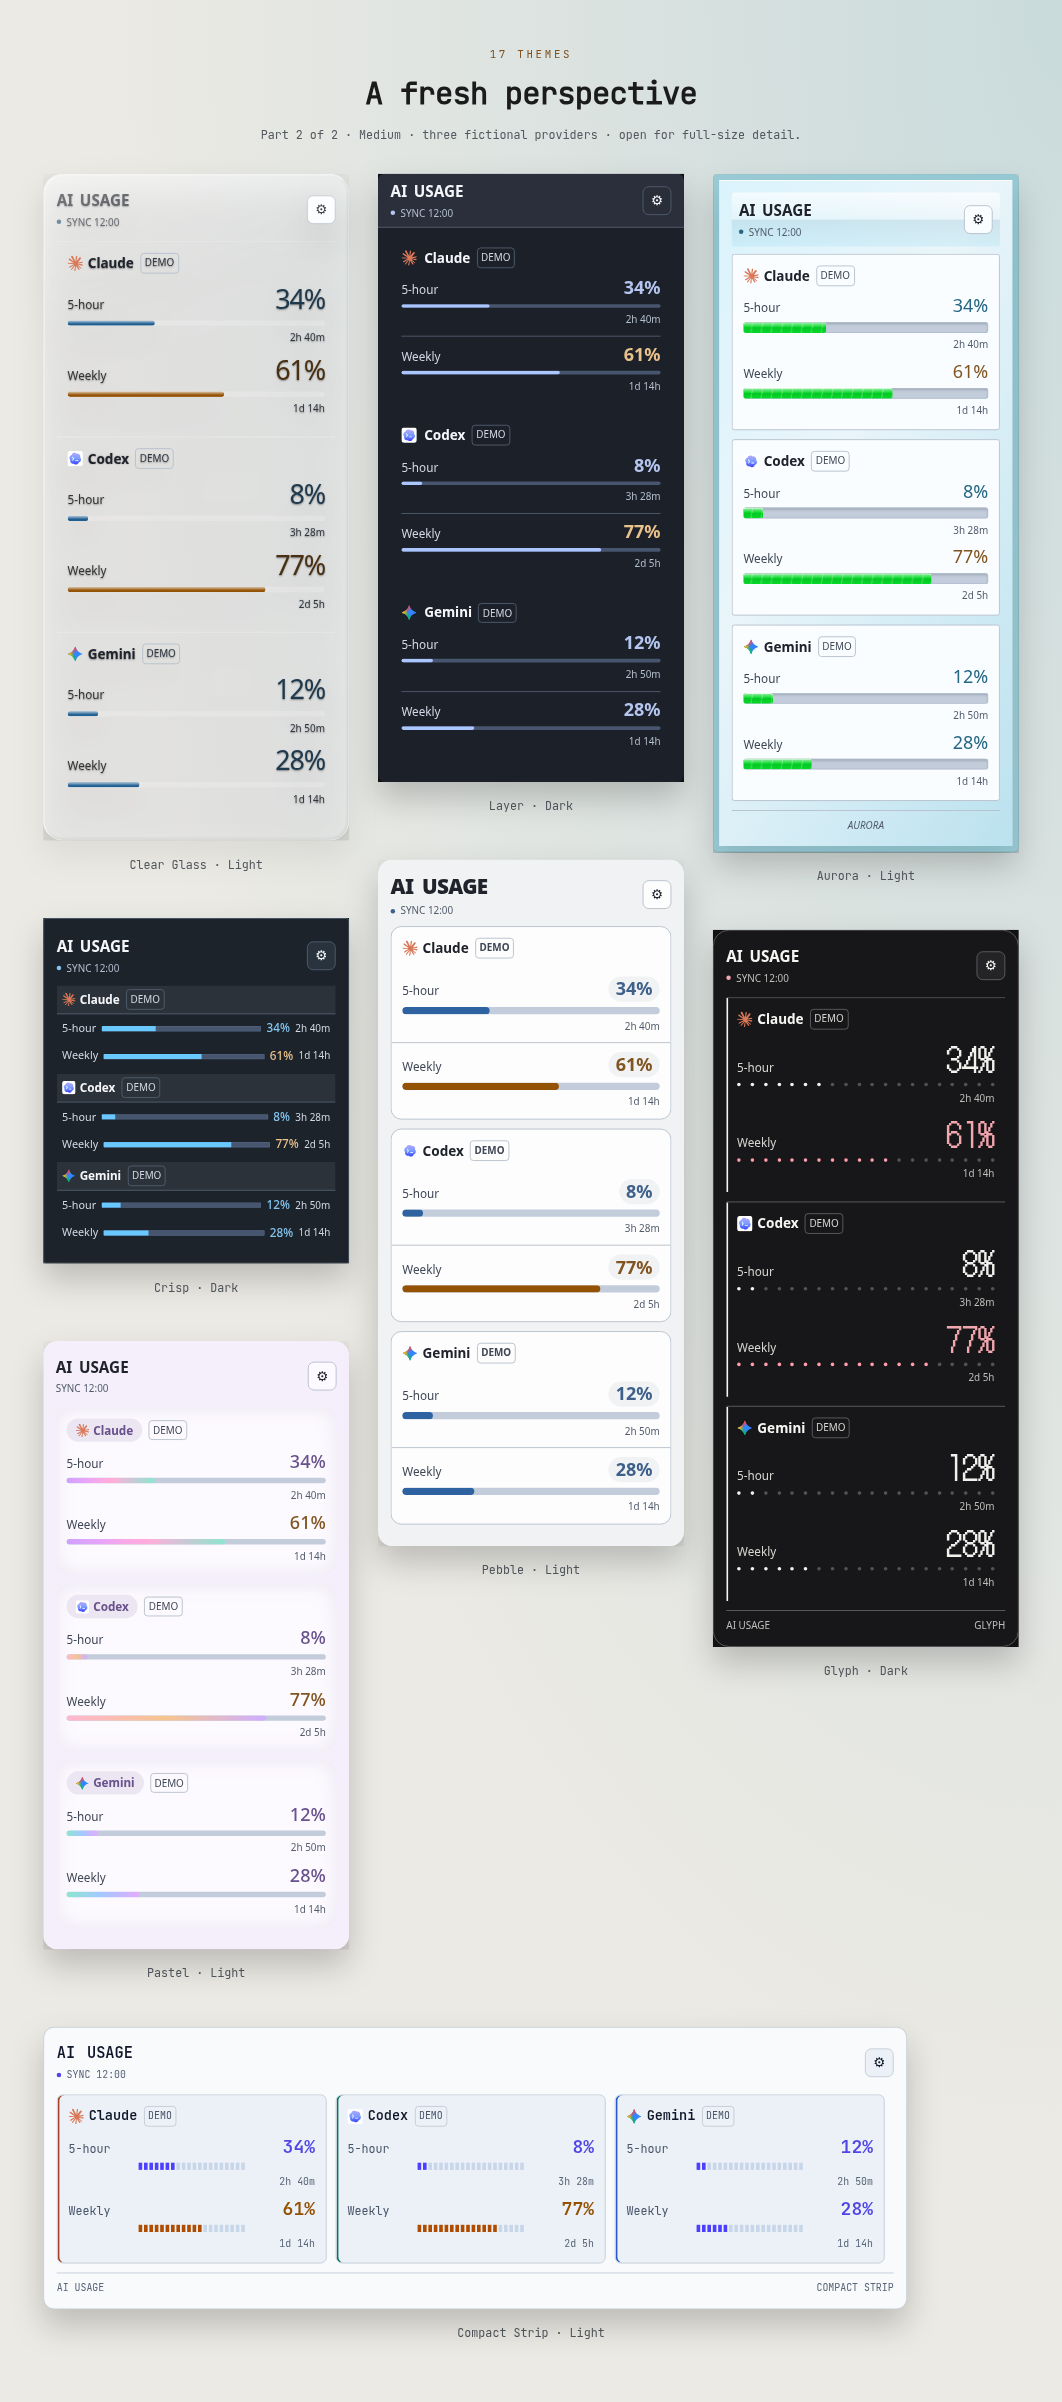 17 THEMES
A fresh perspective
Part 2 of 2 · Medium · three fictional providers · open for full-size detail.
AI USAGE
SYNC 12:00
Claude DEMO
5-hour 34%
2h 40m
Weekly 61%
1d 14h
Codex DEMO
5-hour 8%
3h 28m
Weekly 77%
2d 5h
Gemini DEMO
5-hour 12%
2h 50m
Weekly 28%
1d 14h
Clear Glass · Light
AI USAGE
SYNC 12:00
Claude DEMO
5-hour 34%
2h 40m
Weekly 61%
1d 14h
Codex DEMO
5-hour 8%
3h 28m
Weekly 77%
2d 5h
Gemini DEMO
5-hour 12%
2h 50m
Weekly 28%
1d 14h
Layer · Dark
AI USAGE
SYNC 12:00
Claude DEMO
5-hour 34%
2h 40m
Weekly 61%
1d 14h
Codex DEMO
5-hour 8%
3h 28m
Weekly 77%
2d 5h
Gemini DEMO
5-hour 12%
2h 50m
Weekly 28%
1d 14h
AURORA
Aurora · Light
AI USAGE
SYNC 12:00
Claude DEMO
5-hour 34% 2h 40m
Weekly 61% 1d 14h
Codex DEMO
5-hour 8% 3h 28m
Weekly 77% 2d 5h
Gemini DEMO
5-hour 12% 2h 50m
Weekly 28% 1d 14h
Crisp · Dark
AI USAGE
SYNC 12:00
Claude DEMO
5-hour 34%
2h 40m
Weekly 61%
1d 14h
Codex DEMO
5-hour 8%
3h 28m
Weekly 77%
2d 5h
Gemini DEMO
5-hour 12%
2h 50m
Weekly 28%
1d 14h
Pebble · Light
AI USAGE
SYNC 12:00
Claude DEMO
5-hour 34%
2h 40m
Weekly 61%
1d 14h
Codex DEMO
5-hour 8%
3h 28m
Weekly 77%
2d 5h
Gemini DEMO
5-hour 12%
2h 50m
Weekly 28%
1d 14h
AI USAGE GLYPH
Glyph · Dark
AI USAGE
SYNC 12:00
Claude DEMO
5-hour 34%
2h 40m
Weekly 61%
1d 14h
Codex DEMO
5-hour 8%
3h 28m
Weekly 77%
2d 5h
Gemini DEMO
5-hour 12%
2h 50m
Weekly 28%
1d 14h
Pastel · Light
AI USAGE
SYNC 12:00
Claude DEMO
5-hour 34%
2h 40m
Weekly 61%
1d 14h
Codex DEMO
5-hour 8%
3h 28m
Weekly 77%
2d 5h
Gemini DEMO
5-hour 12%
2h 50m
Weekly 28%
1d 14h
AI USAGE COMPACT STRIP
Compact Strip · Light